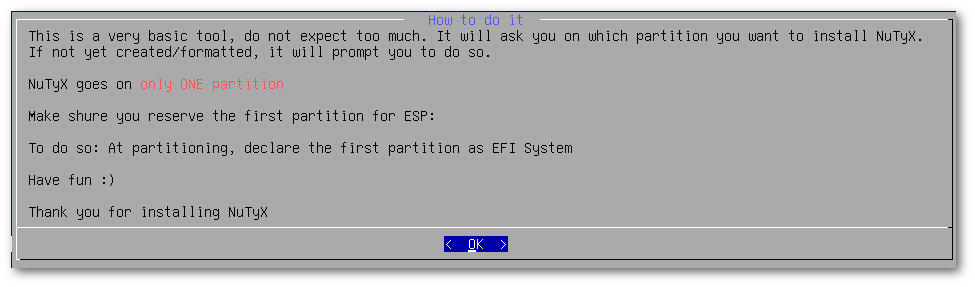 How to do it
This is a very basic tool, do not expect too much. It will ask you on which partition you want to install NuTyX.
If not yet created/formatted, it will prompt you to do so.
NuTyX goes on only ONE partition
Make shure you reserve the first partition for ESP:
To do so: At partitioning, declare the first partition as EFI System
Have fun :)
Thank you for installing NuTyX
< OK >